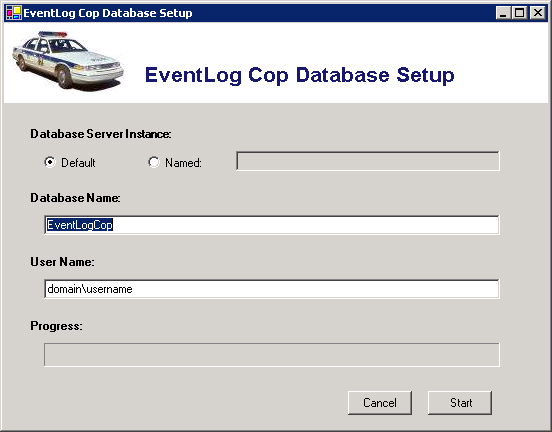 EventLog Cop Database Setup
EventLog Cop Database Setup
Database Server Instance:
Default Named:
Database Name:
EventLogCop
User Name:
domain\username
Progress:
Cancel Start